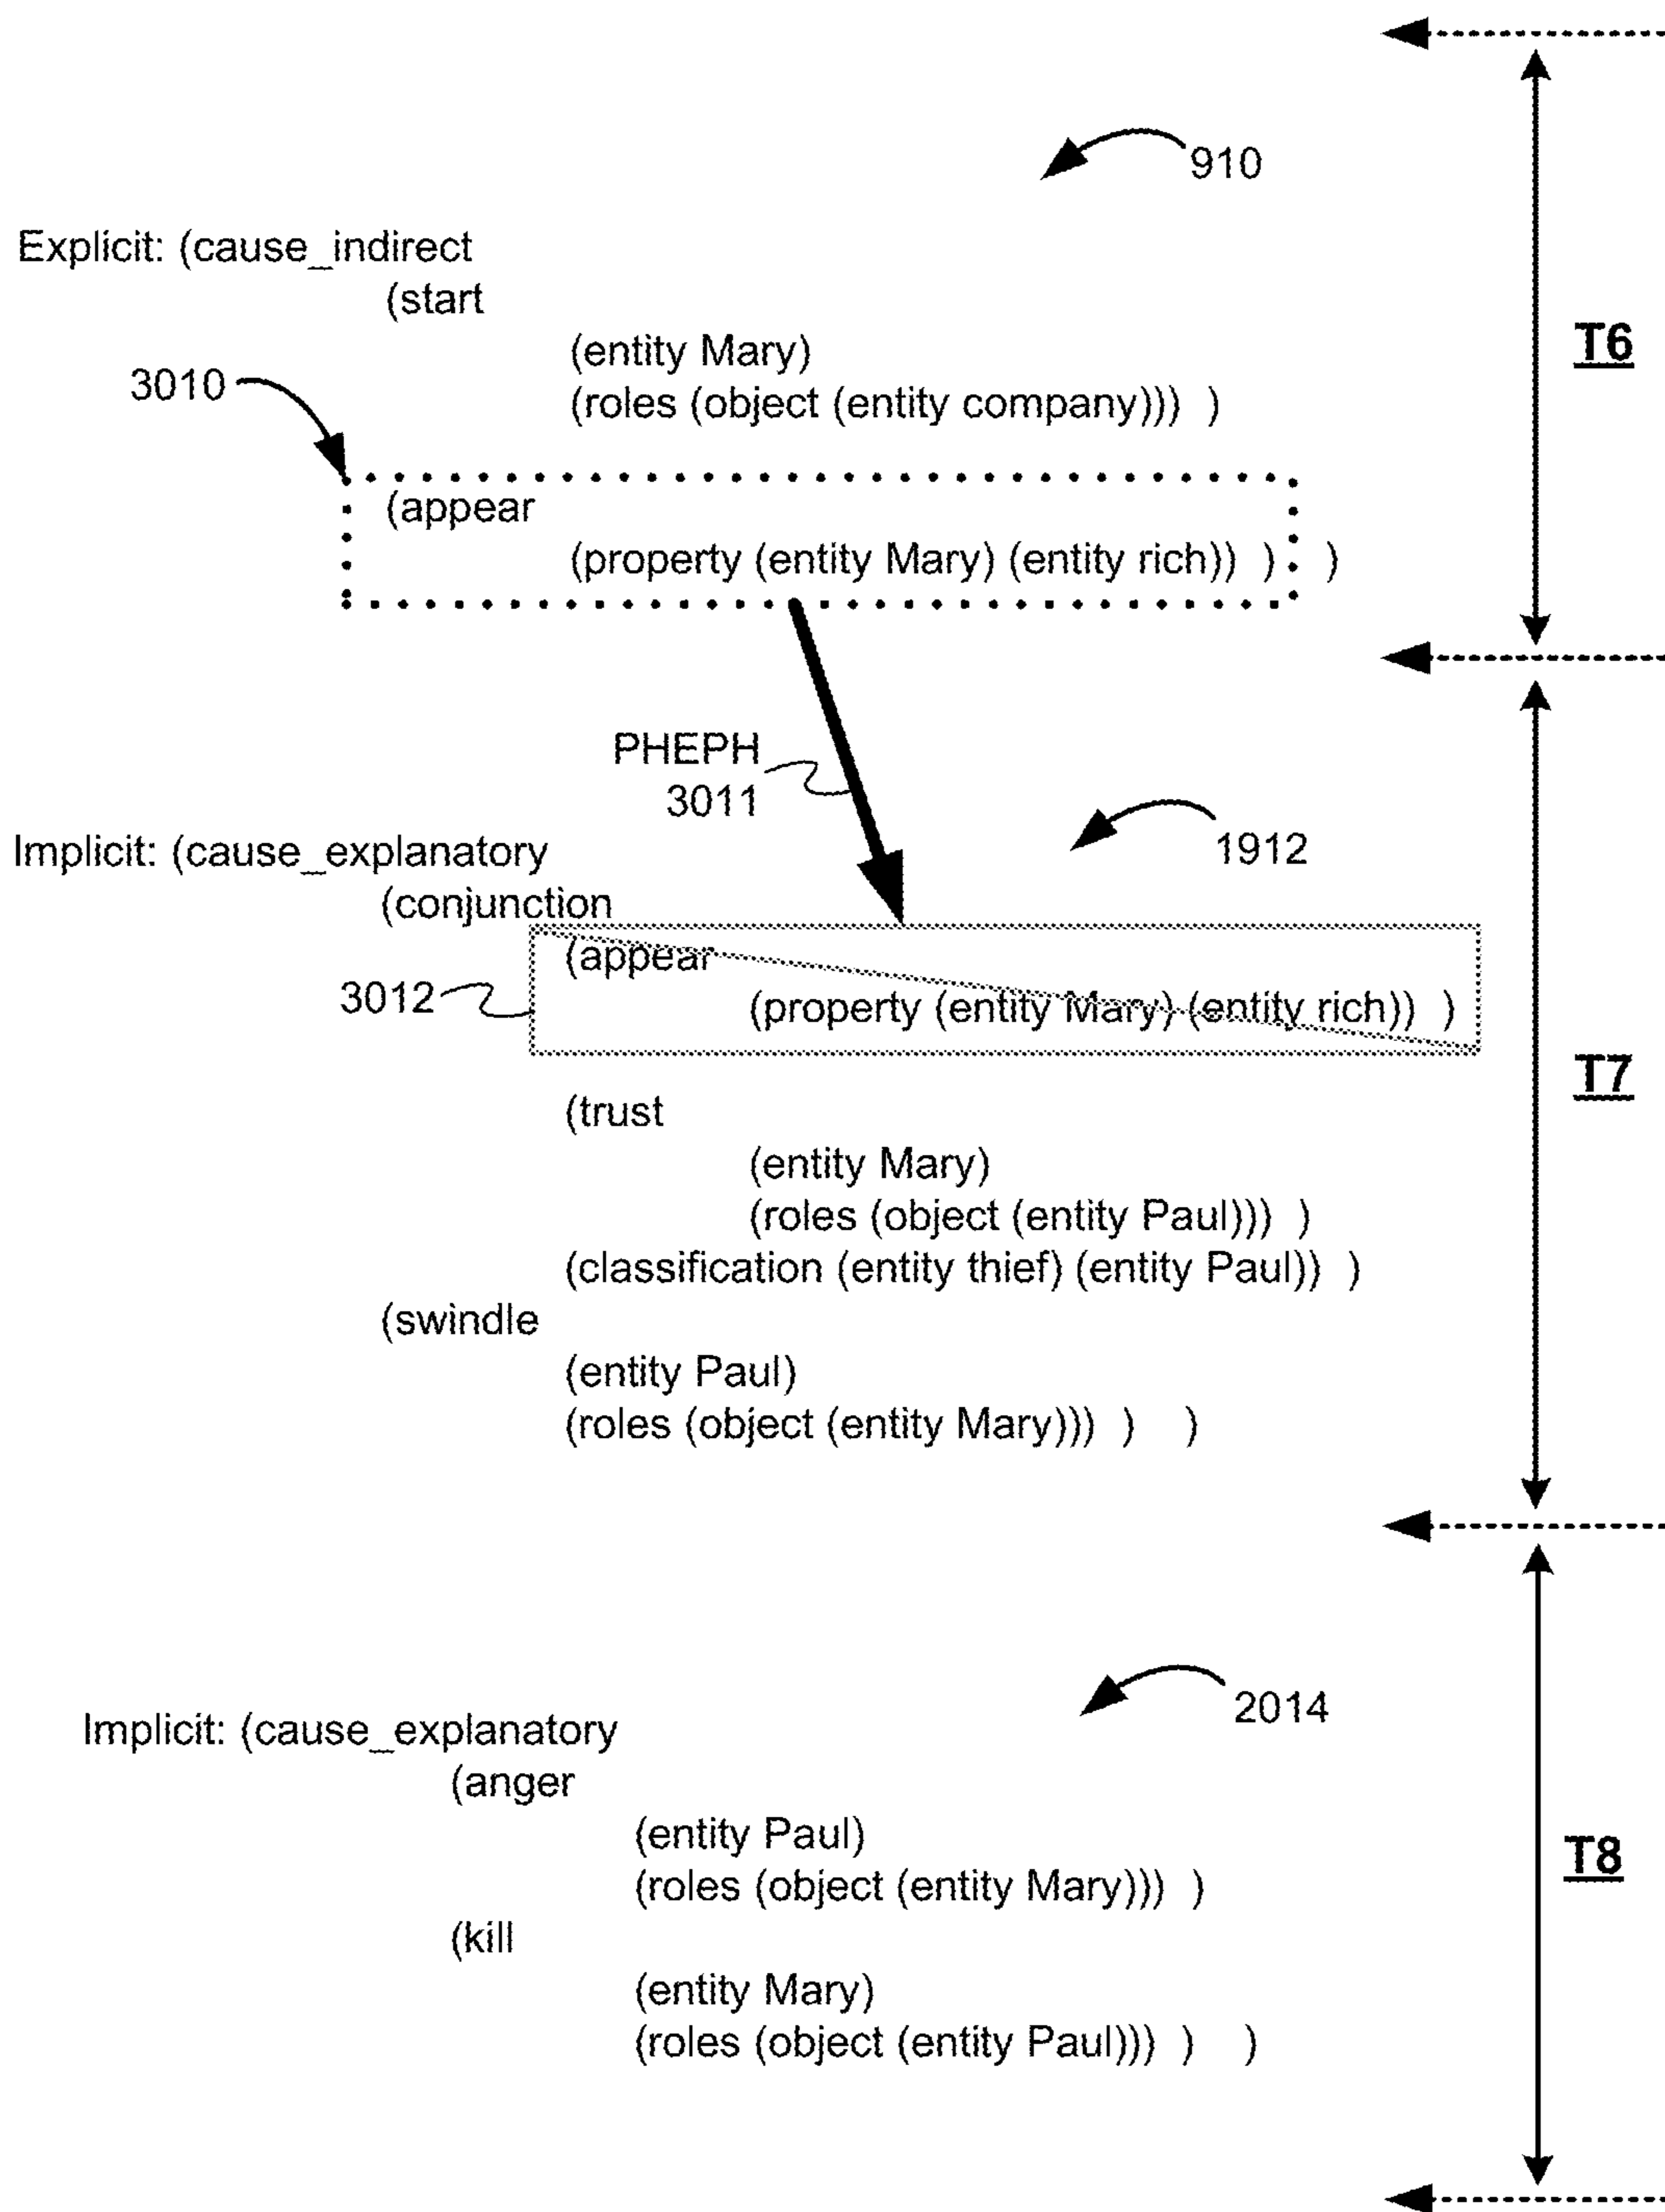 910
Explicit: (cause_indirect
(start
(entity Mary)
T6
3010
(roles (object (entity company))) )
(appear
(property (entity Mary) (entity rich)) ) )
PHEPH
3011
1912
Implicit: (cause_explanatory
(conjunction
(appear
3012
(property (entity Mary) (entity rich)) )
T7
(trust
(entity Mary)
(roles (object (entity Paul))) )
(classification (entity thief) (entity Paul)) )
(swindle
(entity Paul)
(roles (object (entity Mary))) ) )
2014
Implicit: (cause_explanatory
(anger
(entity Paul)
T8
(roles (object (entity Mary))) )
(kill
(entity Mary)
(roles (object (entity Paul))) ) )